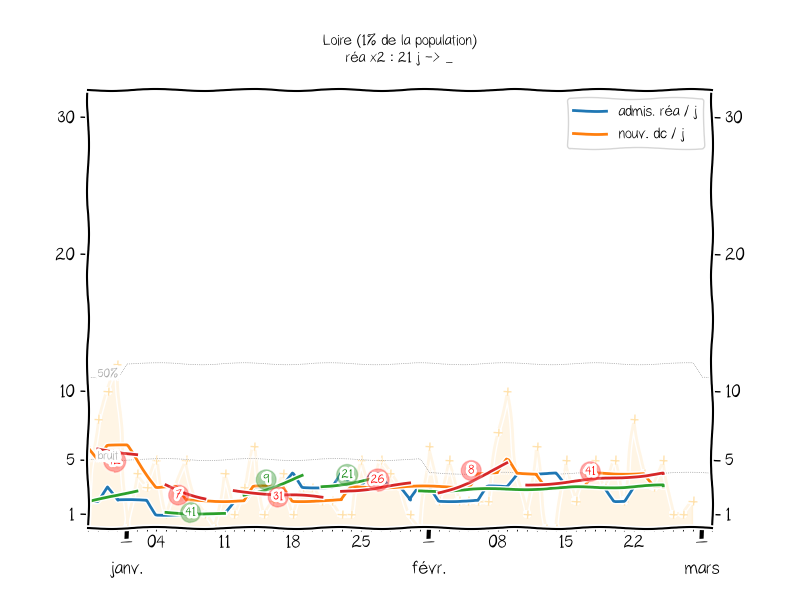 Loire (1% de la population)
réa x2 : 21 j -> _
admis. réa / j
nouv. dc / j
30 30
20 20
10 10
5 5
1 1
50%
bruit
7
41
9
31
21
26
8
41
04 11 18 25 08 15 22
janv. févr. mars